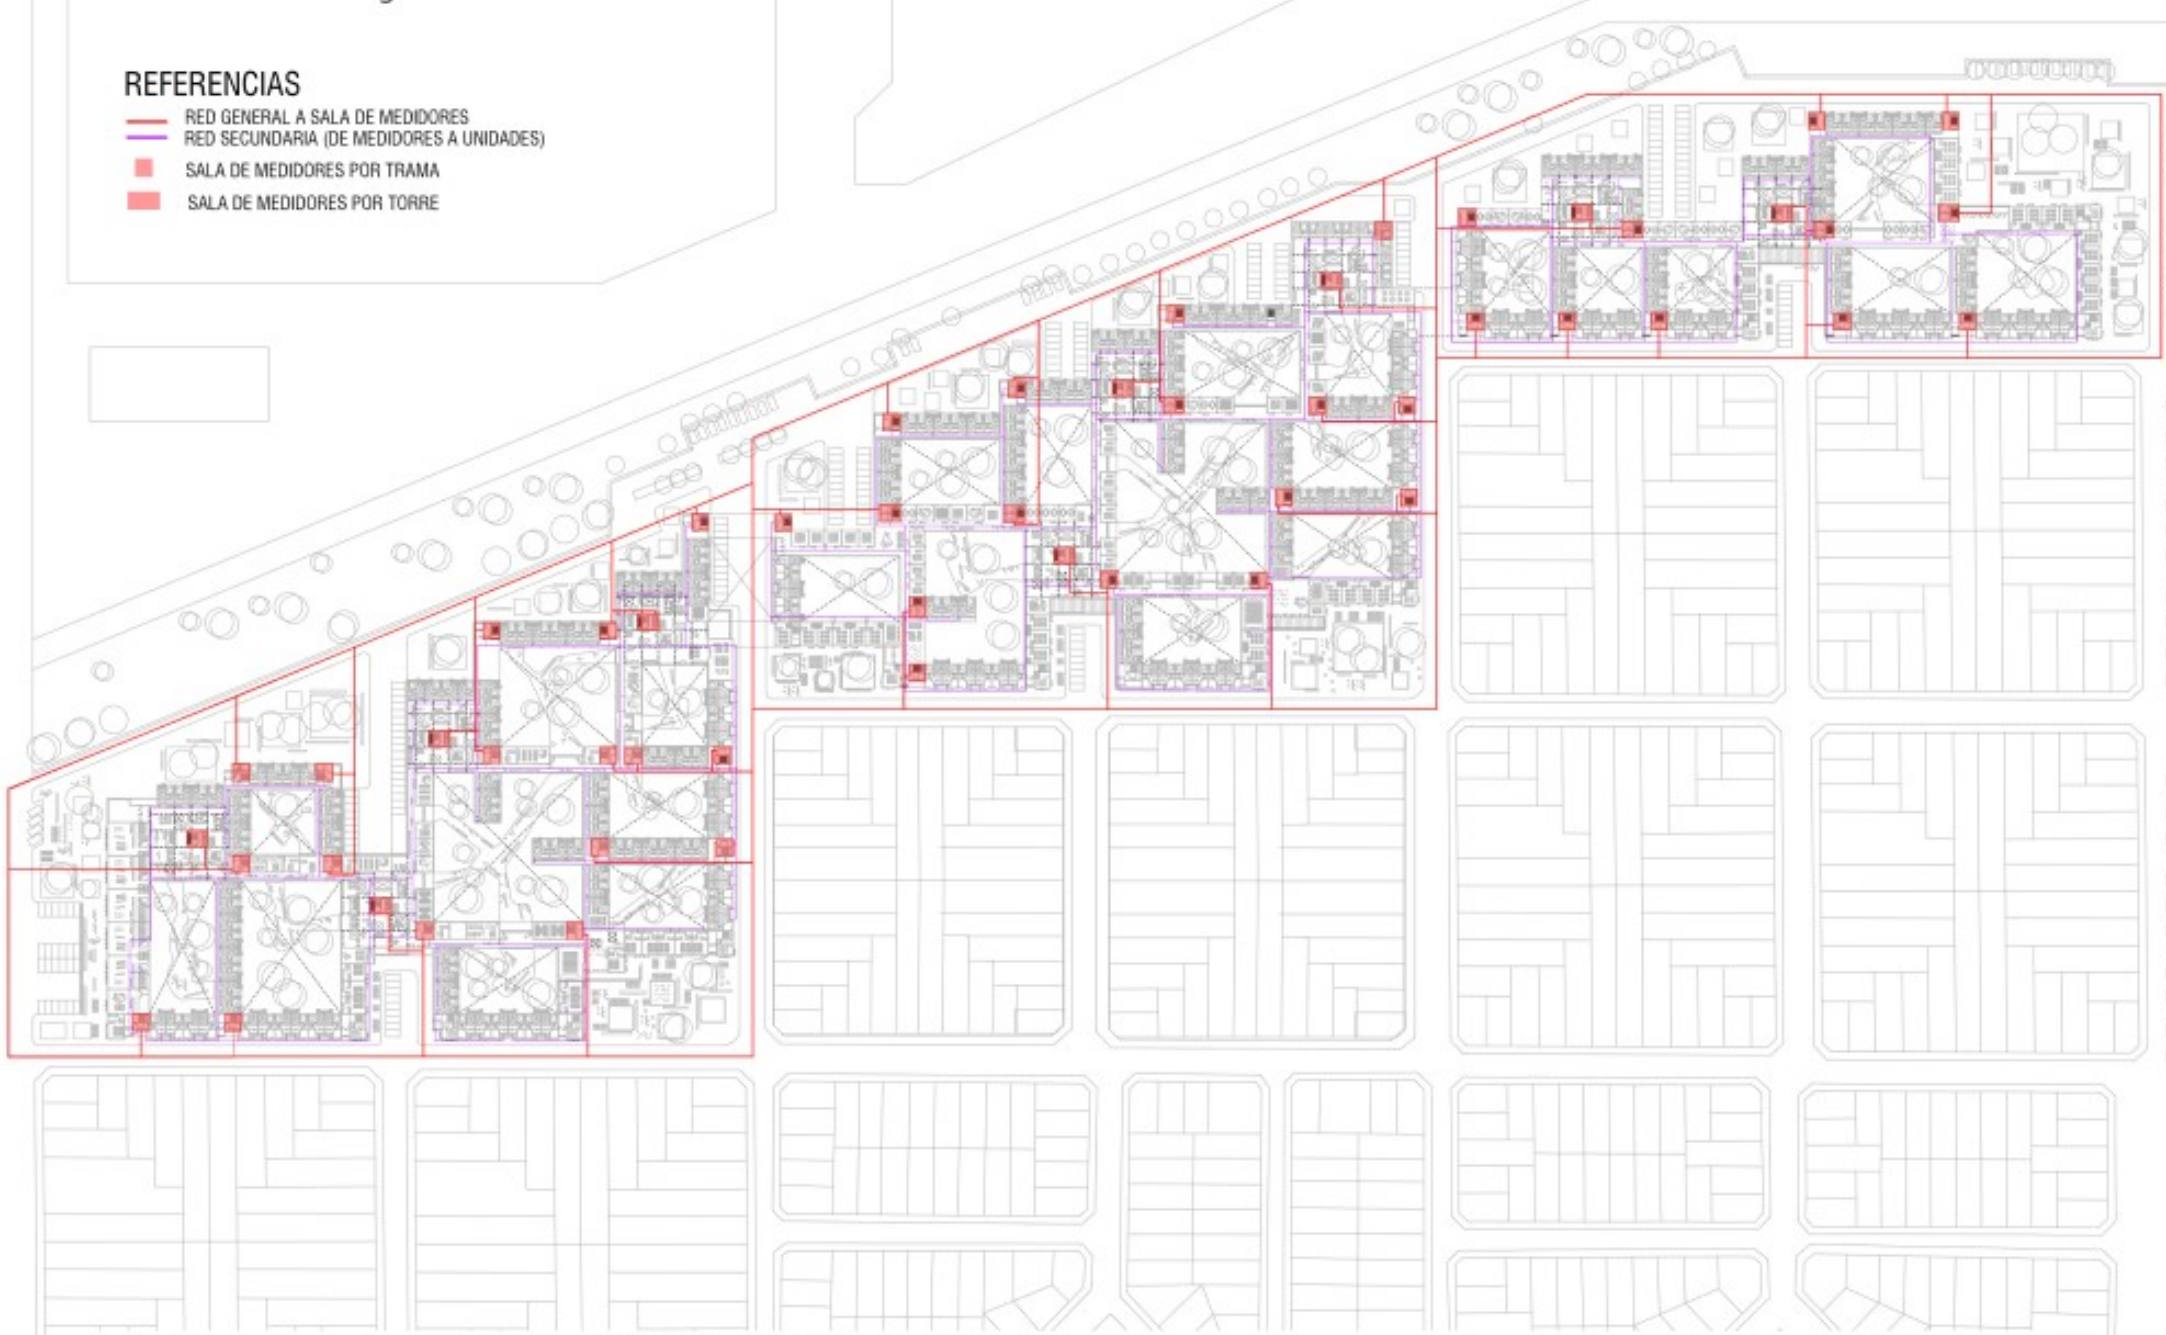 REFERENCIAS
RED GENERAL A SALA DE MEDIDORES
RED SECUNDARIA (DE MEDIDORES A UNIDADES)
SALA DE MEDIDORES POR TRAMA
SALA DE MEDIDORES POR TORRE